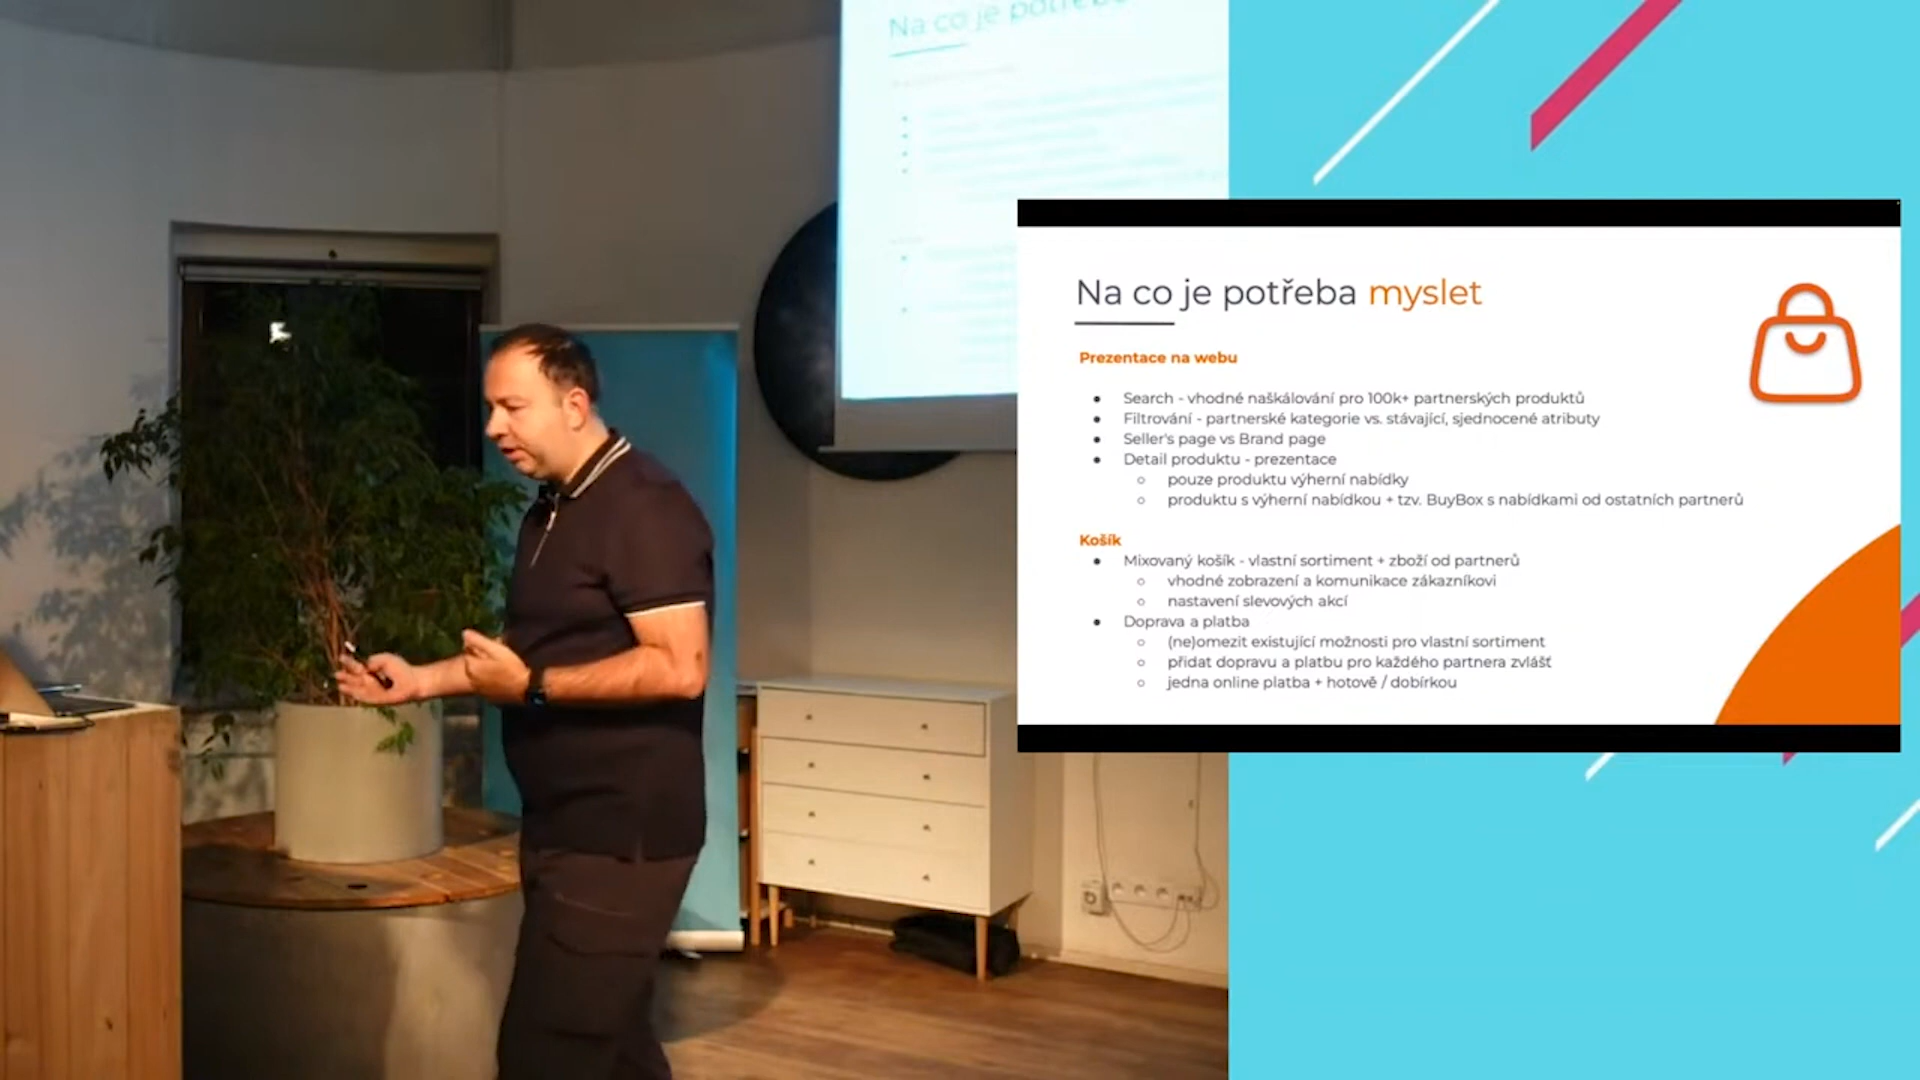 Na co je potřeba
Na co je potřeba myslet
Prezentace na webu
Search - vhodné naškálování pro 100k+ partnerských produktů
Filtrování - partnerské kategorie vs. stávající, sjednocené atributy
Seller's page vs Brand page
Detail produktu - prezentace
pouze produktu výherní nabídky
produktu s výherní nabídkou + tzv. BuyBox s nabídkami od ostatních partnerů
Košík
Mixovaný košík - vlastní sortiment + zboží od partnerů
vhodné zobrazení a komunikace zákazníkovi
nastavení slevových akcí
Doprava a platba
(ne)omezit existující možnosti pro vlastní sortiment
přidat dopravu a platbu pro každého partnera zvlášť
jedna online platba + hotově / dobírkou